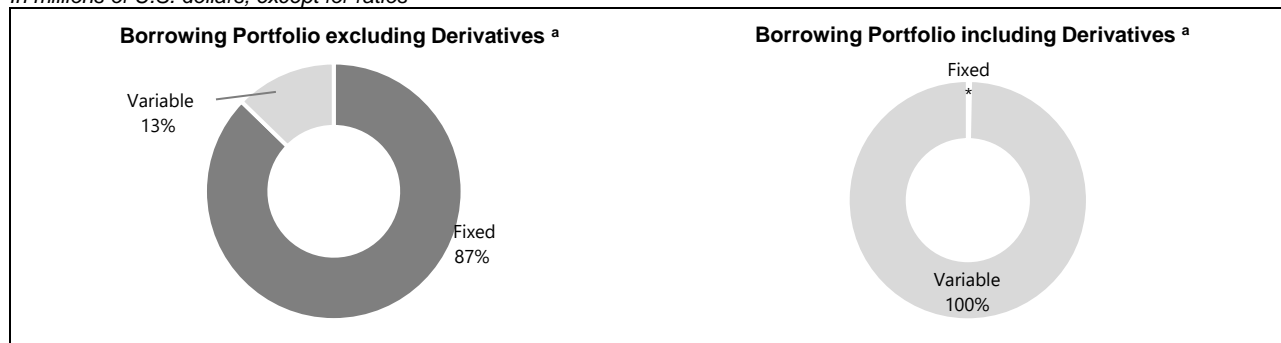 In millions of U.S. dollars, except for ratios
Borrowing Portfolio excluding Derivatives ᵃ
Variable
13%
Fixed
87%
Borrowing Portfolio including Derivatives ᵃ
Fixed
*
Variable
100%